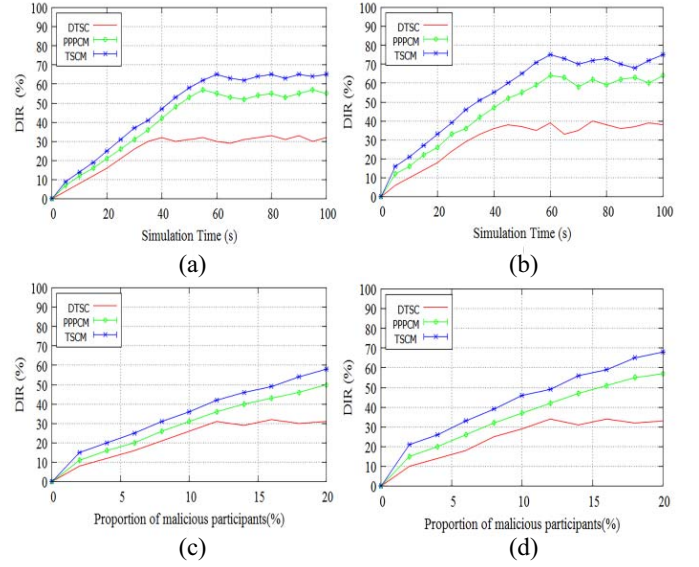 100
90
80
70
60
50
40
30
20
10
0
DIR (%)
DTSC
PPPCM
TSCM
0 20 40 60 80 100
Simulation Time (s)
(a)
100
90
80
70
60
50
40
30
20
10
0
DIR (%)
DTSC
PPPCM
TSCM
0 20 40 60 80 100
Simulation Time (s)
(b)
100
90
80
70
60
50
40
30
20
10
0
DIR (%)
DTSC
PPPCM
TSCM
0 5 10 15 20
Proportion of malicious participants(%)
(c)
100
90
80
70
60
50
40
30
20
10
0
DIR (%)
DTSC
PPPCM
TSCM
0 5 10 15 20
Proportion of malicious participants(%)
(d)